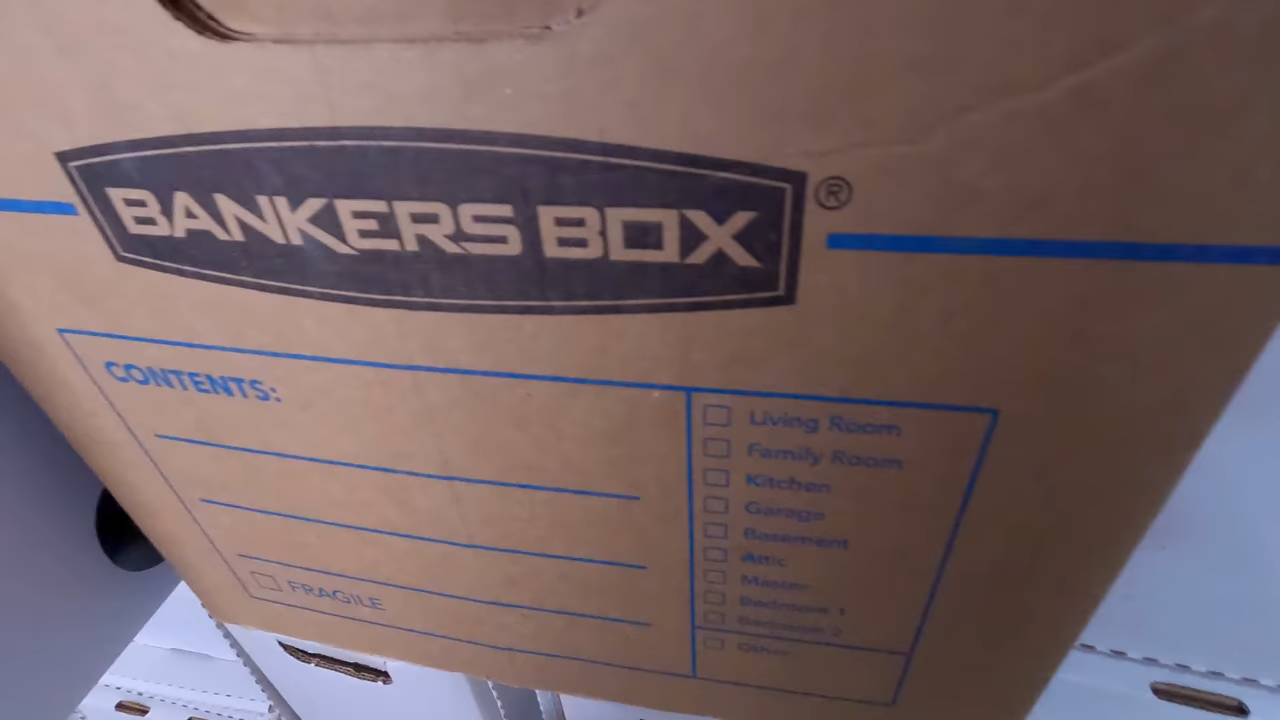 BANKERS BOX®
CONTENTS:
FRAGILE
Living Room
Family Room
Kitchen
Garage
Basement
Attic
Master
Bedroom 1
Bedroom 2
Other